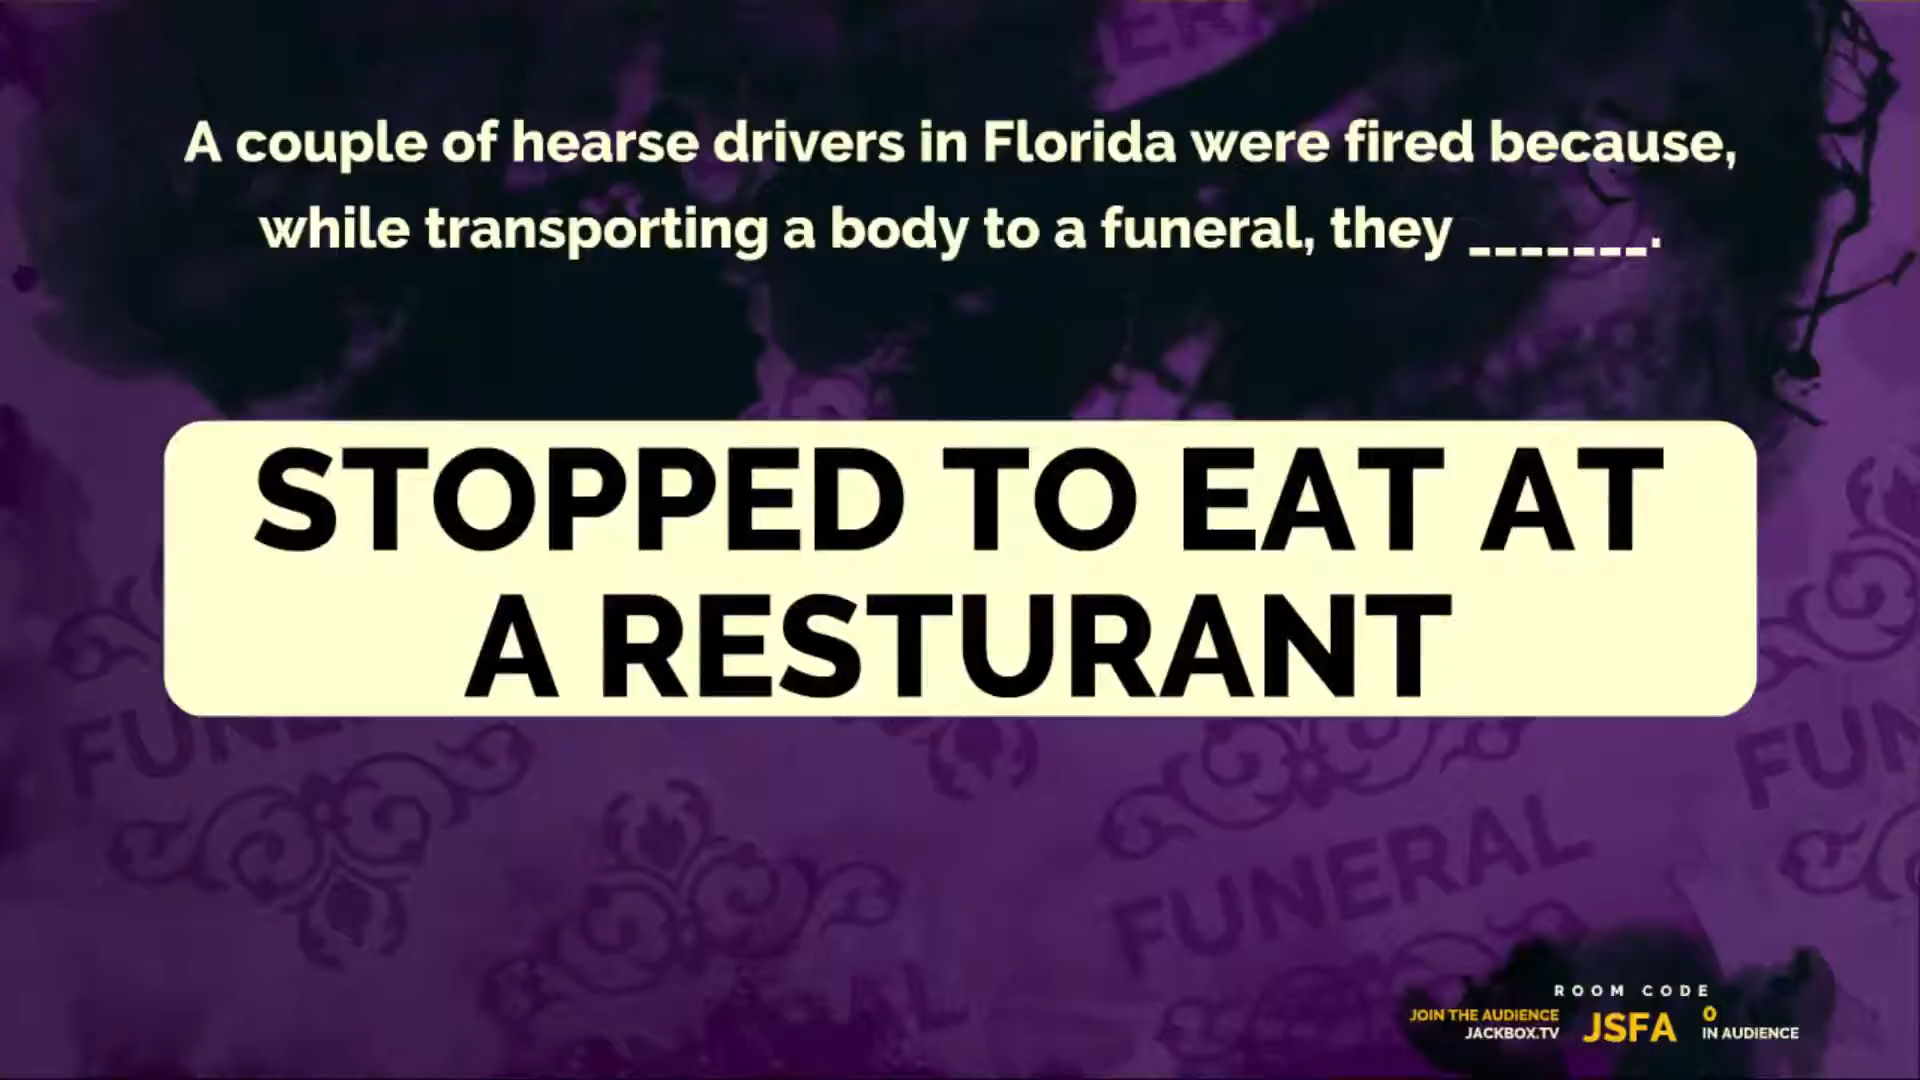 A couple of hearse drivers in Florida were fired because,
while transporting a body to a funeral, they _______.
STOPPED TO EAT AT
A RESTURANT
FUNERAL
FUNERAL
ROOM CODE
JOIN THE AUDIENCE
JACKBOX.TV
JSFA
0
IN AUDIENCE